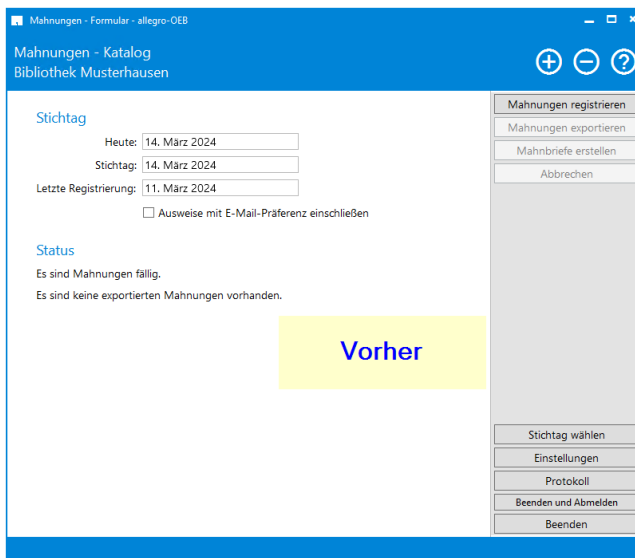 Mahnungen - Formular - allegro-OEB
Mahnungen - Katalog
Bibliothek Musterhausen
Stichtag
Heute: 14. März 2024
Stichtag: 14. März 2024
Letzte Registrierung: 11. März 2024
Ausweise mit E-Mail-Präferenz einschließen
Status
Es sind Mahnungen fällig.
Es sind keine exportierten Mahnungen vorhanden.
Vorher
Mahnungen registrieren
Mahnungen exportieren
Mahnbriefe erstellen
Abbrechen
Stichtag wählen
Einstellungen
Protokoll
Beenden und Abmelden
Beenden